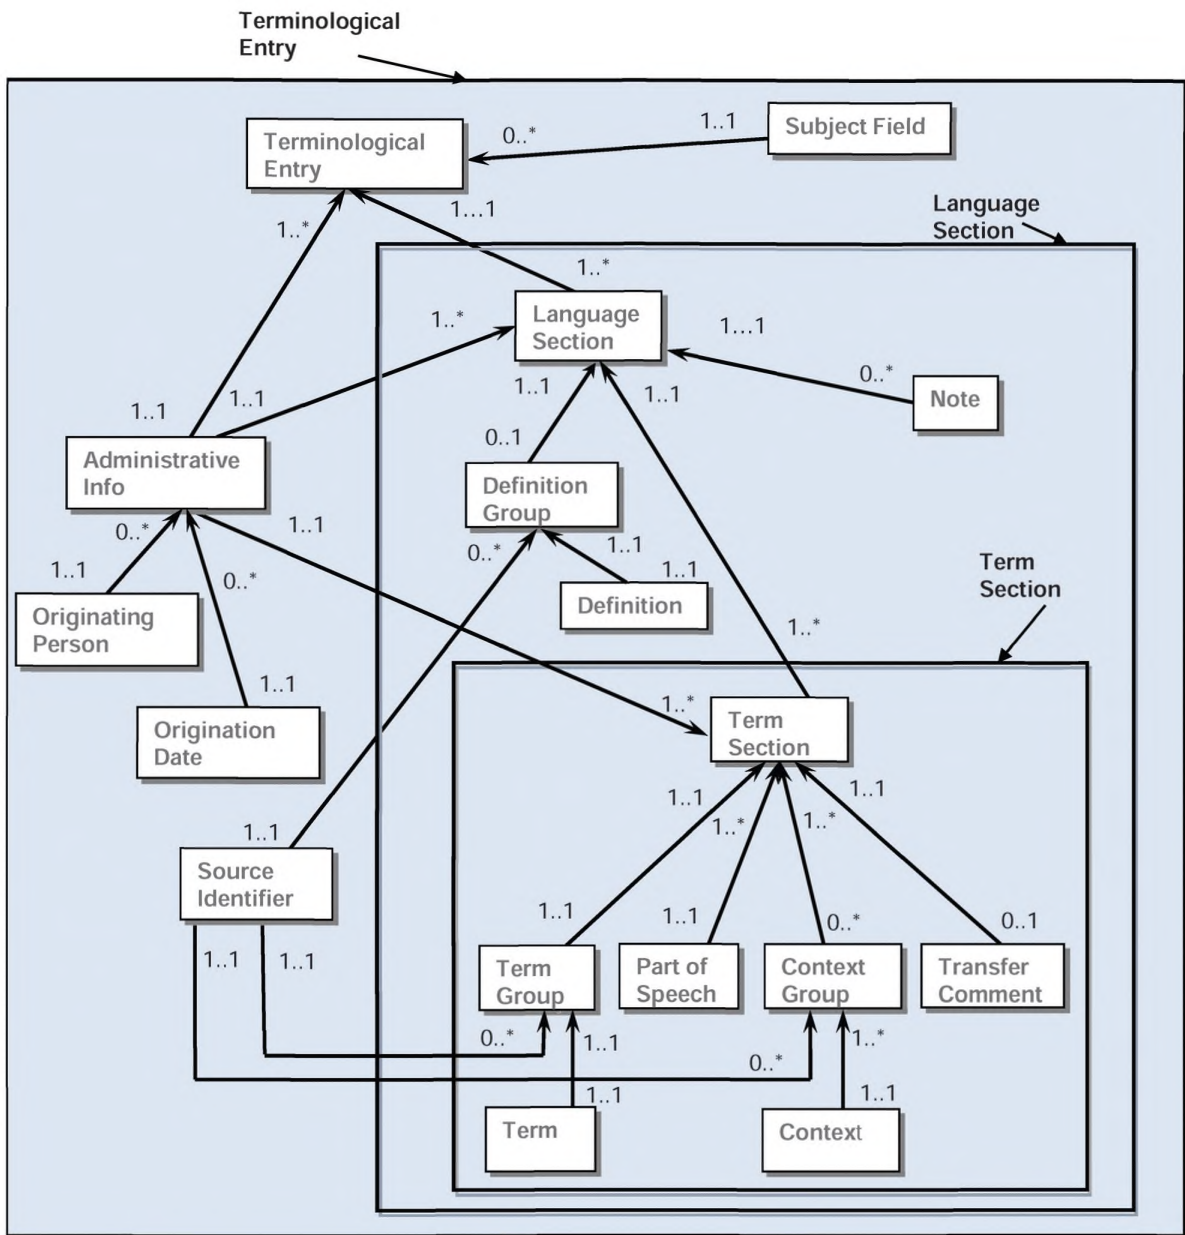 Terminological
Entry
Terminological
Entry
0..*
1..1
Subject Field
1..*
1...1
Language
Section
1..*
1..*
Language
Section
1...1
0..*
Note
1..1
1..1
1..1
1..1
0..1
Administrative
Info
Definition
Group
0..*
1..1
0..*
1..1
1..1
0..*
1..1
Definition
Term
Section
Originating
Person
1..*
1..1
1..*
Origination
Date
Term
Section
1..1
1..1
1..*
1..*
1..1
Source
Identifier
1..1
1..1
0..*
0..1
1..1
1..1
Term
Group
Part of
Speech
Context
Group
Transfer
Comment
0..*
1..1
0..*
1..*
1..1
1..1
Term
Context